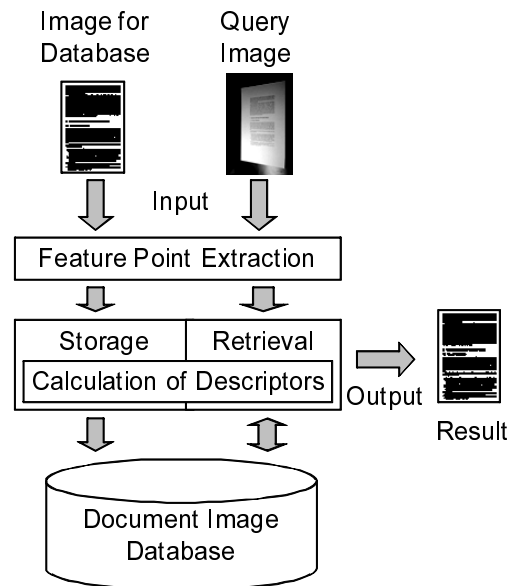 Image for
Database
Query
Image
Input
Feature Point Extraction
Storage
Retrieval
Calculation of Descriptors
Output
Result
Document Image
Database